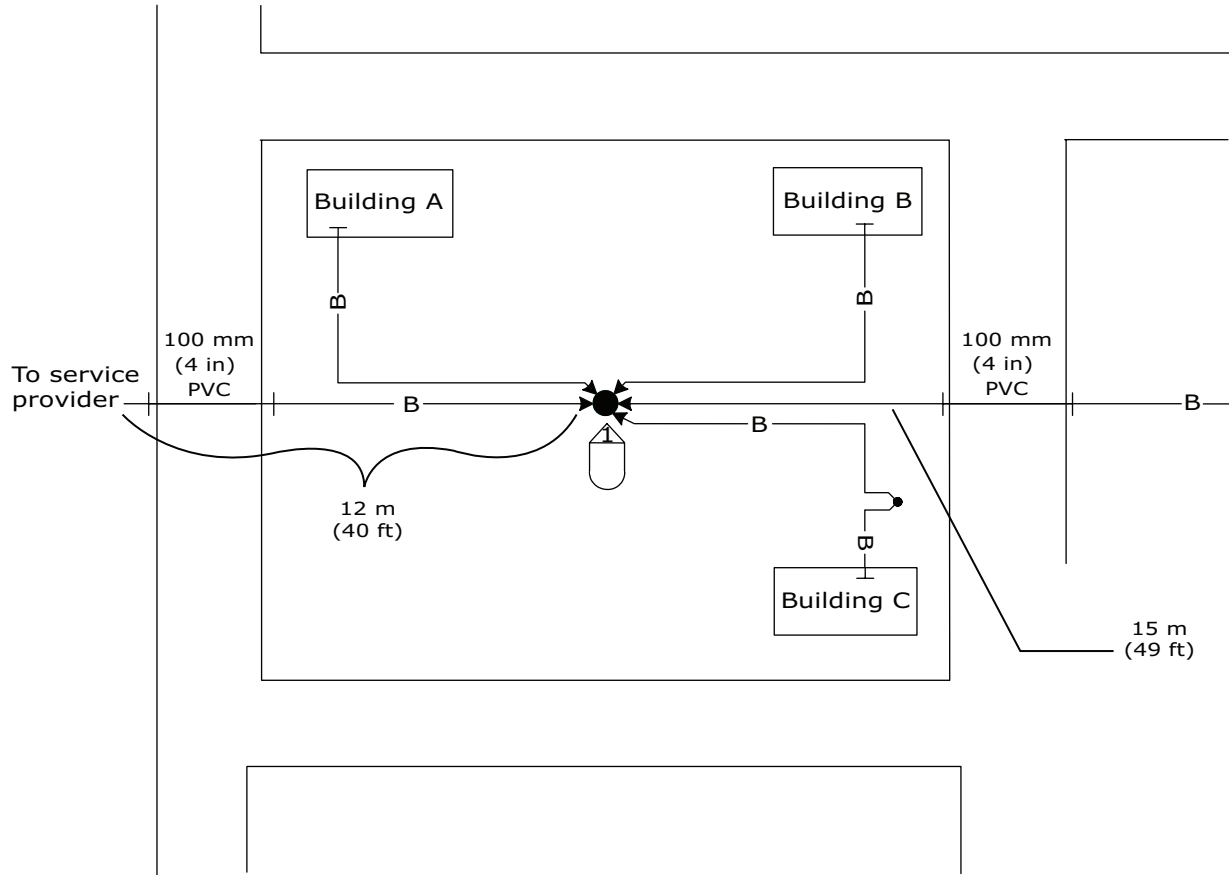 Building A
Building B
B
B
100 mm
(4 in)
PVC
100 mm
(4 in)
PVC
To service
provider
B
B
B
1
12 m
(40 ft)
B
Building C
15 m
(49 ft)